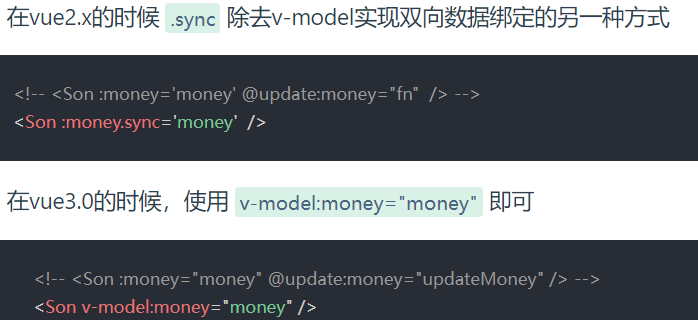 在vue2.x的时候 .sync 除去v-model实现双向数据绑定的另一种方式
<!-- <Son :money='money' @update:money="fn" /> -->
<Son :money.sync='money' />
在vue3.0的时候，使用 v-model:money="money" 即可
<!-- <Son :money="money" @update:money="updateMoney" /> -->
<Son v-model:money="money" />